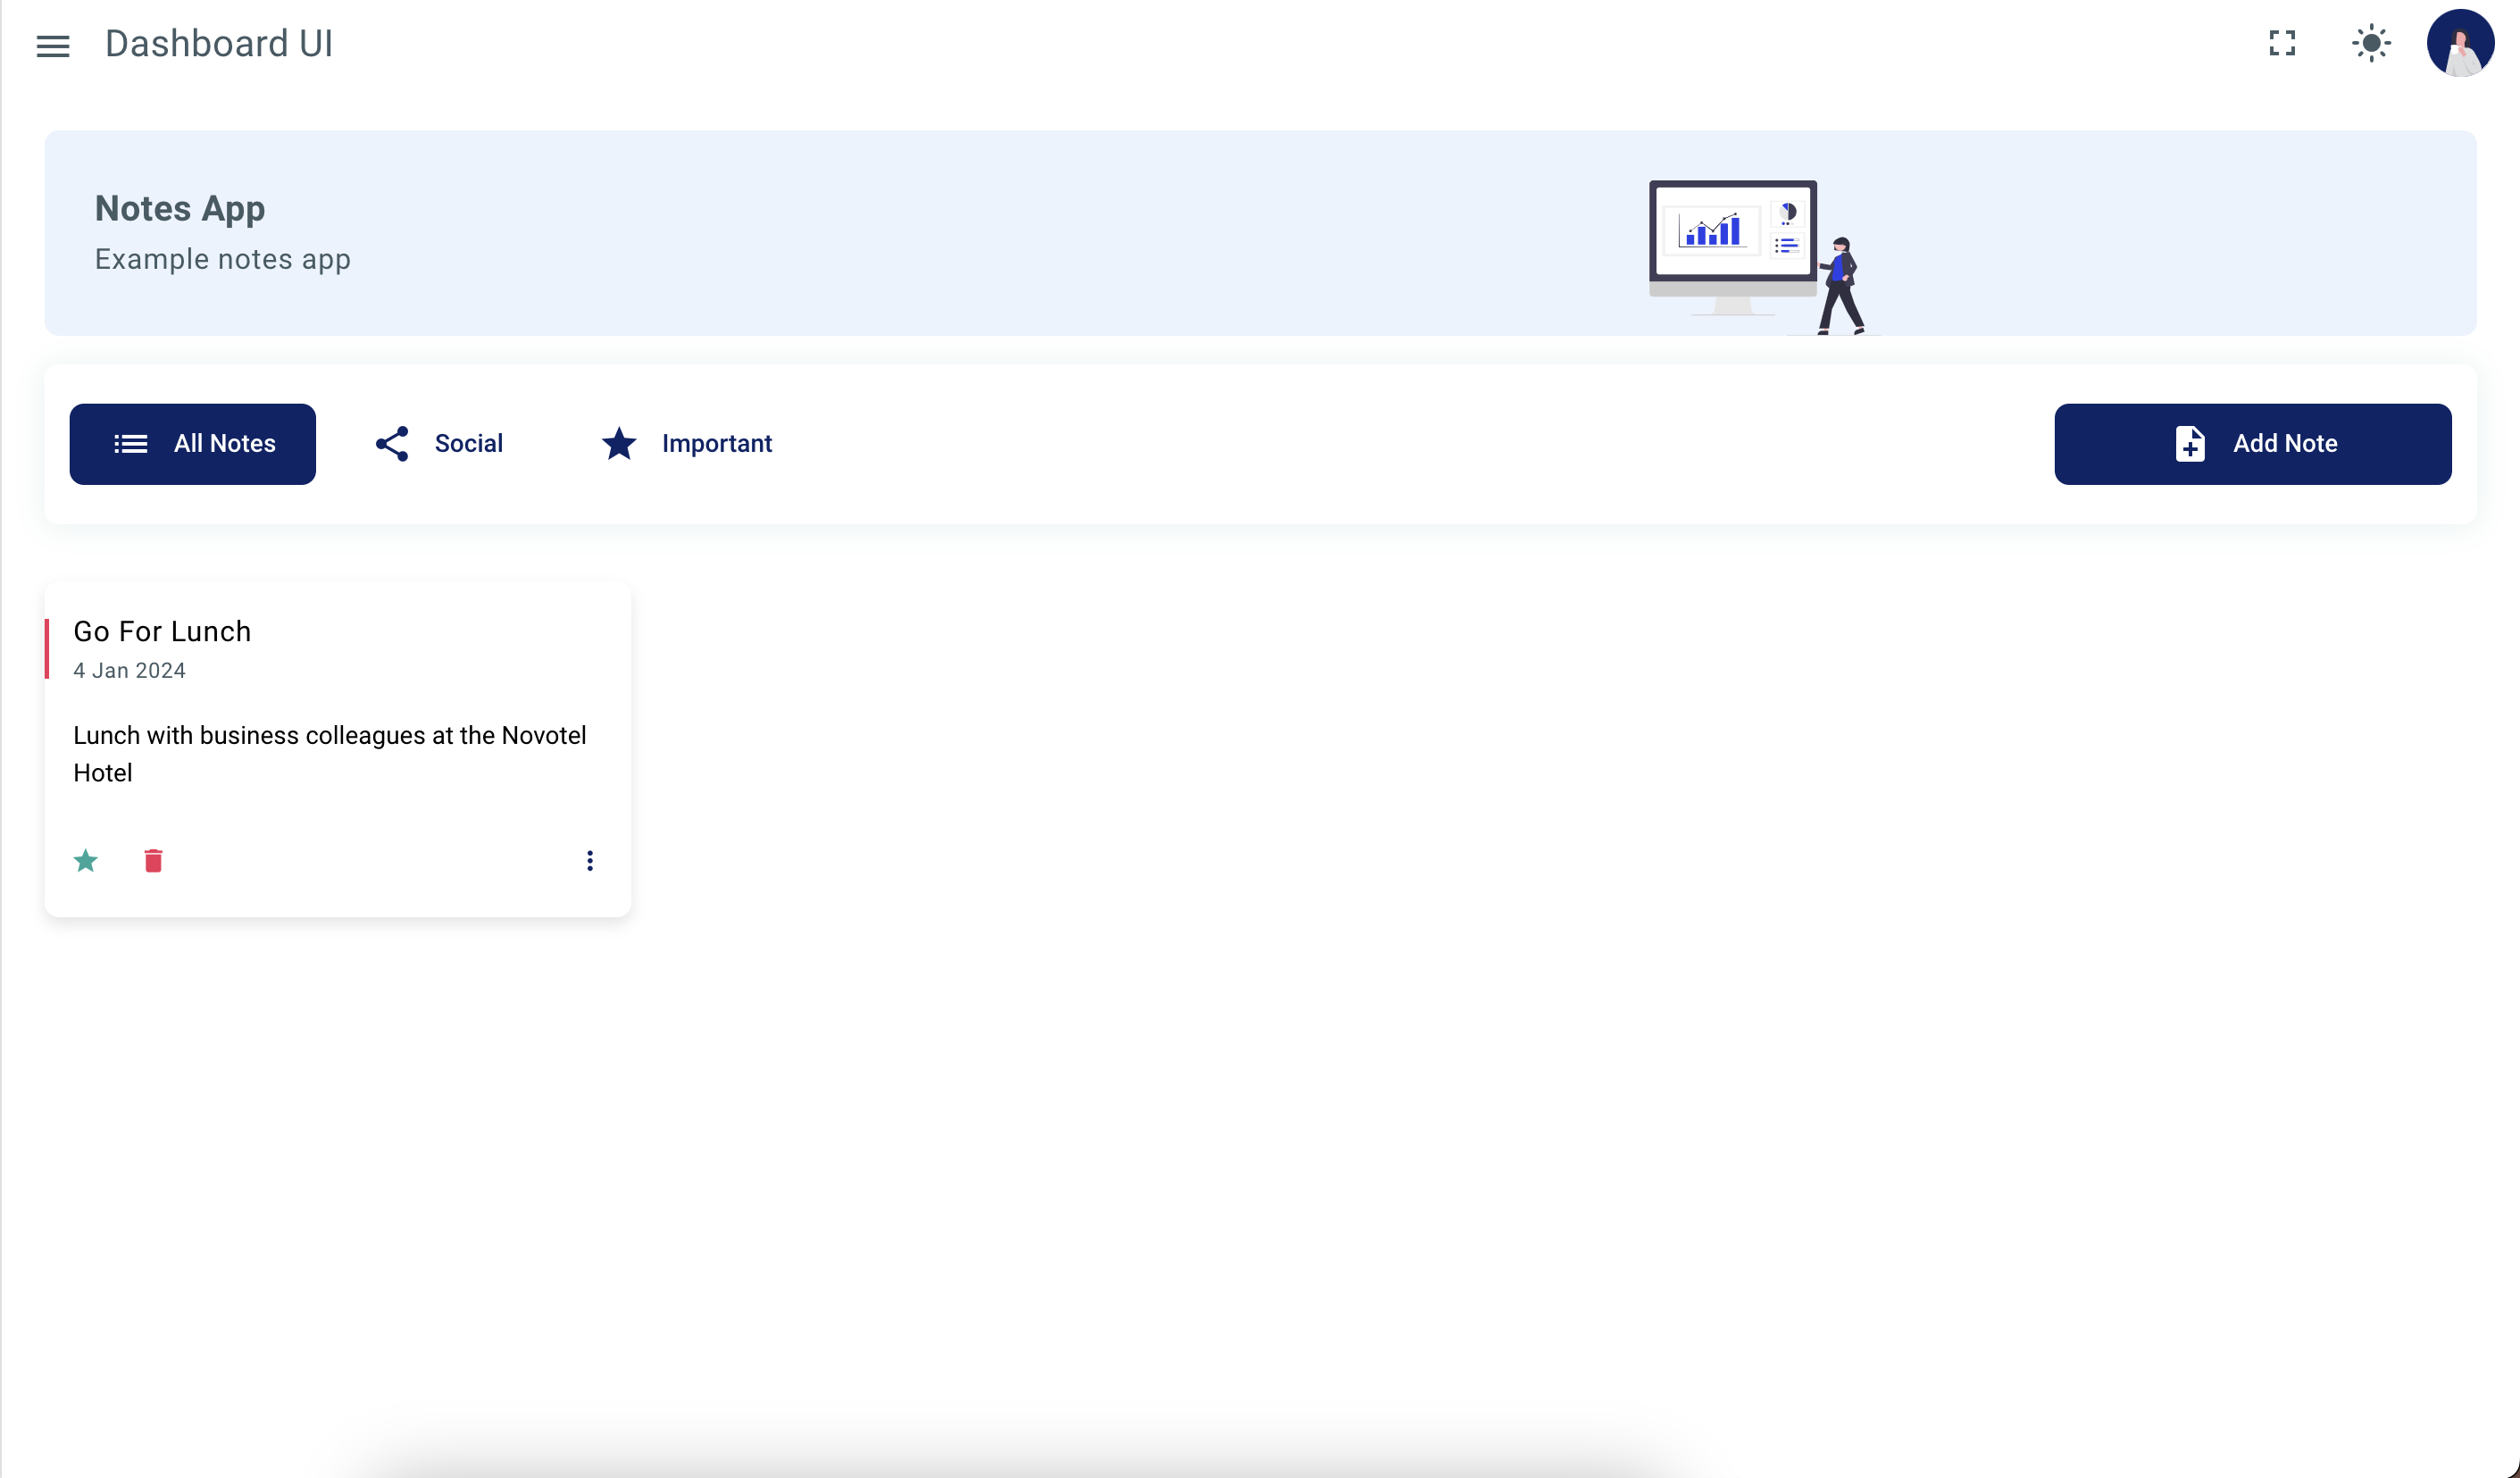 Dashboard UI
Notes App
Example notes app
All Notes
Social
Important
Add Note
Go For Lunch
4 Jan 2024
Lunch with business colleagues at the Novotel
Hotel